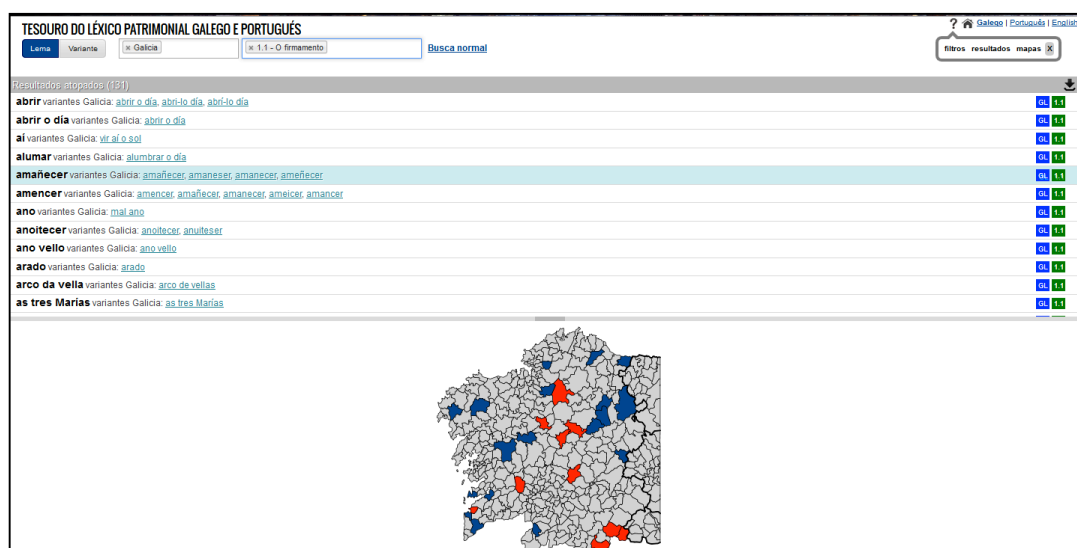 TESOURO DO LÉXICO PATRIMONIAL GALEGO E PORTUGUÉS
? Galego | Português | English
Lema Variante × Galicia × 1.1 - O firmamento Busca normal
filtros resultados mapas X
Resultados atopados (131)
abrir variantes Galicia: abrir o día, abri-lo día, abrí-lo día GL 1.1
abrir o día variantes Galicia: abrir o día GL 1.1
aí variantes Galicia: vir aí o sol GL 1.1
alumar variantes Galicia: alumbrar o día GL 1.1
amañecer variantes Galicia: amañecer, amaneser, amanecer, ameñecer GL 1.1
amencer variantes Galicia: amencer, amañecer, amanecer, ameicer, amancer GL 1.1
ano variantes Galicia: mal ano GL 1.1
anoitecer variantes Galicia: anoitecer, anuiteser GL 1.1
ano vello variantes Galicia: ano vello GL 1.1
arado variantes Galicia: arado GL 1.1
arco da vella variantes Galicia: arco de vellas GL 1.1
as tres Marías variantes Galicia: as tres Marías GL 1.1